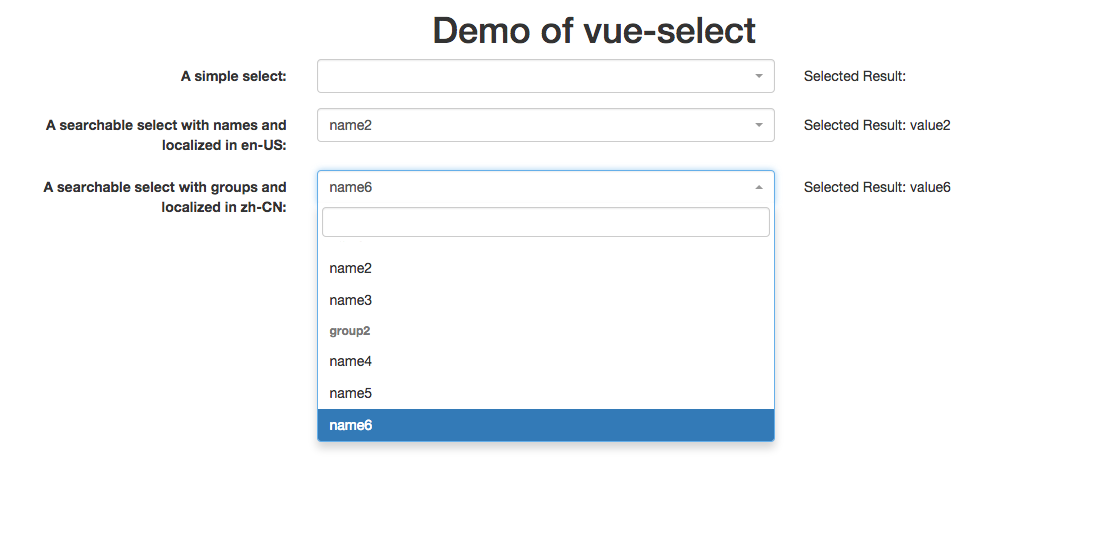 Demo of vue-select
A simple select:
Selected Result:
A searchable select with names and
localized in en-US:
name2
Selected Result: value2
A searchable select with groups and
localized in zh-CN:
name6
Selected Result: value6
name2
name3
group2
name4
name5
name6